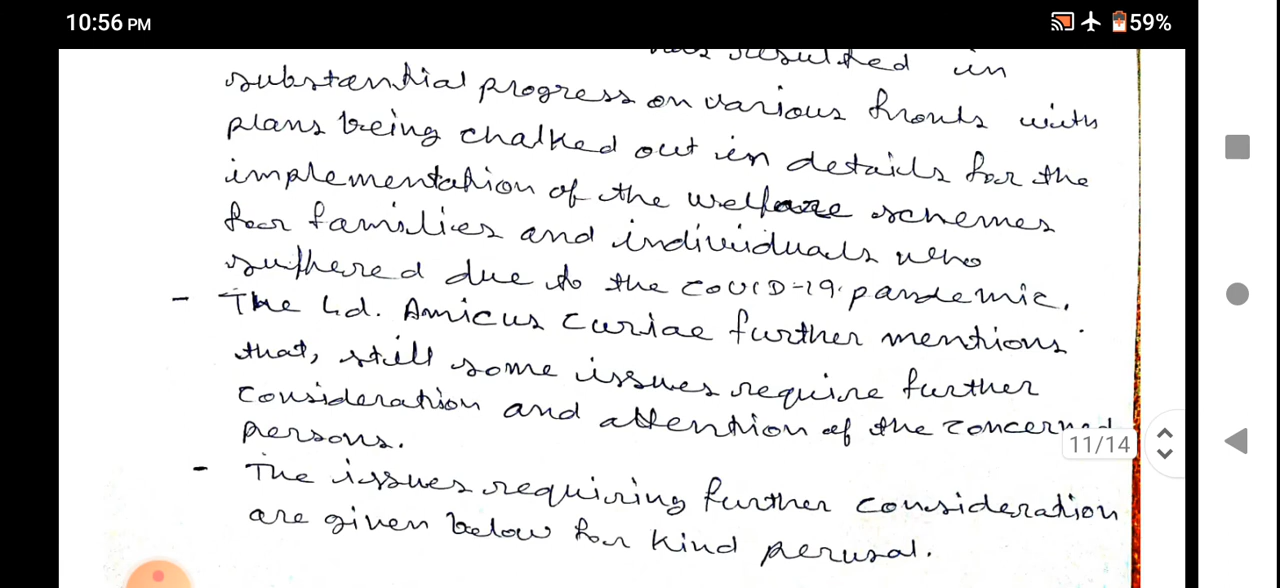 10:56 PM
59%
has resulted in
substantial progress on various fronts with
plans being chalked out in details for the
implementation of the welfare schemes
for families and individuals who
suffered due to the COVID-19 pandemic.
- The Ld. Amicus Curiae further mentions
that, still some issues require further
consideration and attention of the concerned
persons.
11/14
- The issues requiring further consideration
are given below for kind perusal.